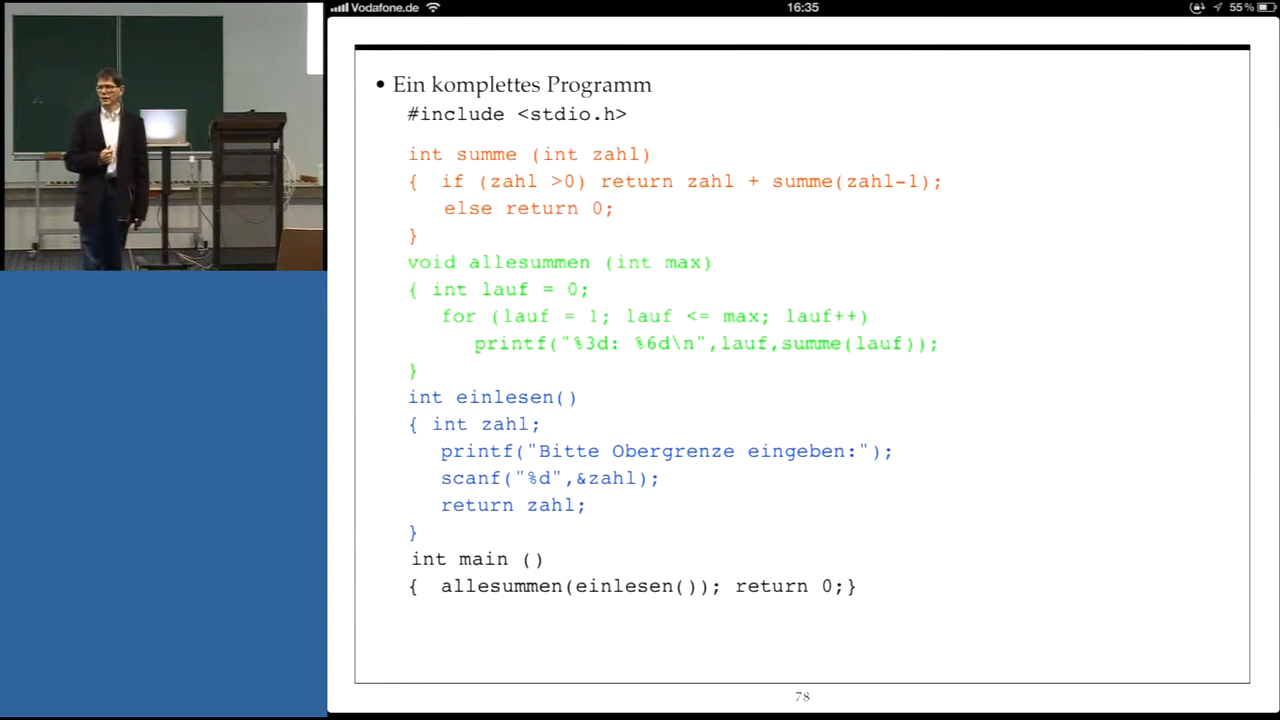 Vodafone.de
16:35
55%
• Ein komplettes Programm
#include <stdio.h>
int summe (int zahl)
{ if (zahl >0) return zahl + summe(zahl-1);
else return 0;
}
void allesummen (int max)
{ int lauf = 0;
for (lauf = 1; lauf <= max; lauf++)
printf("%3d: %6d\n",lauf,summe(lauf));
}
int einlesen()
{ int zahl;
printf("Bitte Obergrenze eingeben:");
scanf("%d",&zahl);
return zahl;
}
int main ()
{ allesummen(einlesen()); return 0;}
78